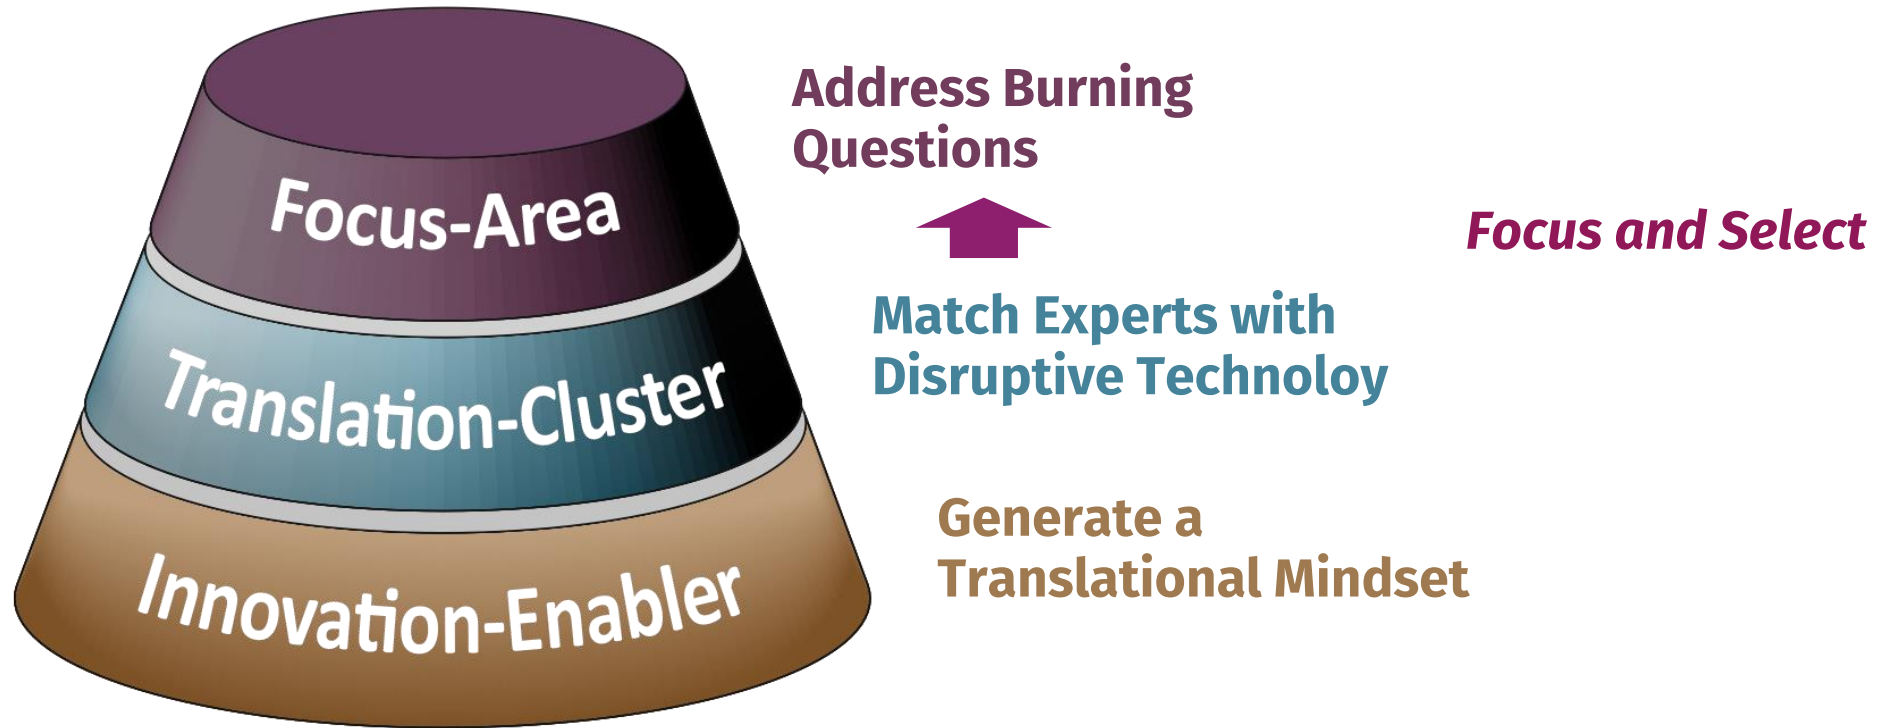 Address Burning
Questions
Focus-Area
Focus and Select
Match Experts with
Disruptive Technoloy
Translation-Cluster
Generate a
Translational Mindset
Innovation-Enabler